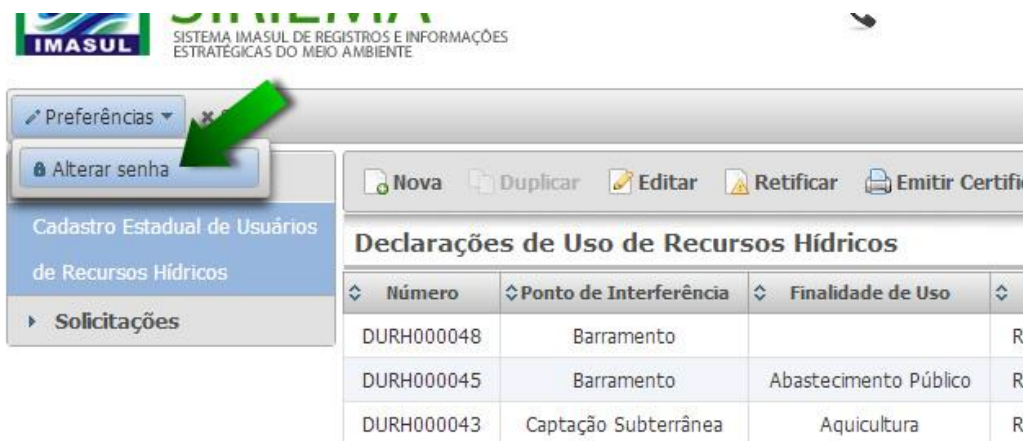 IMASUL
SISTEMA IMASUL DE REGISTROS E INFORMAÇÕES
ESTRATÉGICAS DO MEIO AMBIENTE
Preferências
Alterar senha
Nova Duplicar Editar Retificar Emitir
Cadastro Estadual de Usuários
de Recursos Hídricos
Solicitações
Declarações de Uso de Recursos Hídricos
Número Ponto de Interferência Finalidade de Uso
DURH000048 Barramento R
DURH000045 Barramento Abastecimento Público R
DURH000043 Captação Subterrânea Aquicultura R